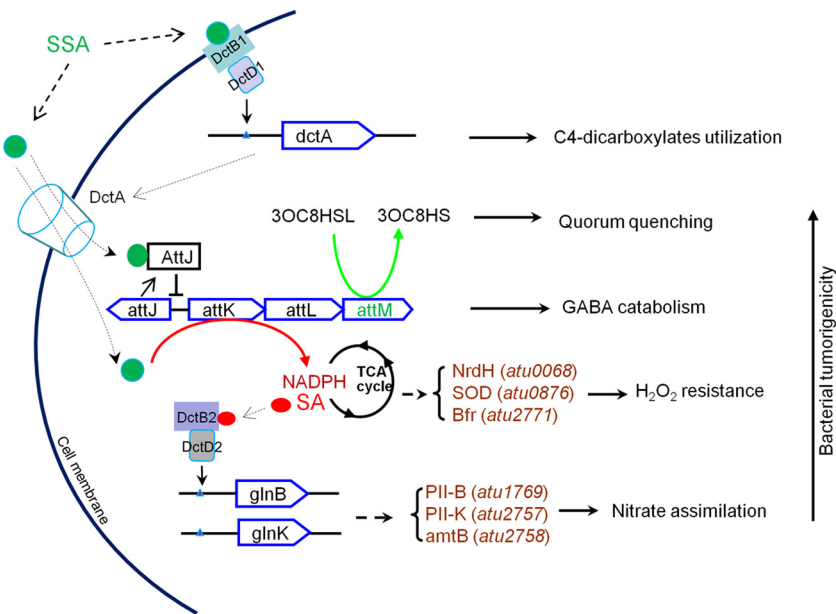 SSA
DctB1
DctD1
dctA
C4-dicarboxylates utilization
DctA
3OC8HSL
3OC8HS
Quorum quenching
AttJ
attJ
attK
attL
attM
GABA catabolism
NADPH
SA
TCA
cycle
NrdH (atu0068)
SOD (atu0876)
Bfr (atu2771)
H₂O₂ resistance
DctB2
DctD2
glnB
glnK
PII-B (atu1769)
PII-K (atu2757)
amtB (atu2758)
Nitrate assimilation
Cell membrane
Bacterial tumorigenicity